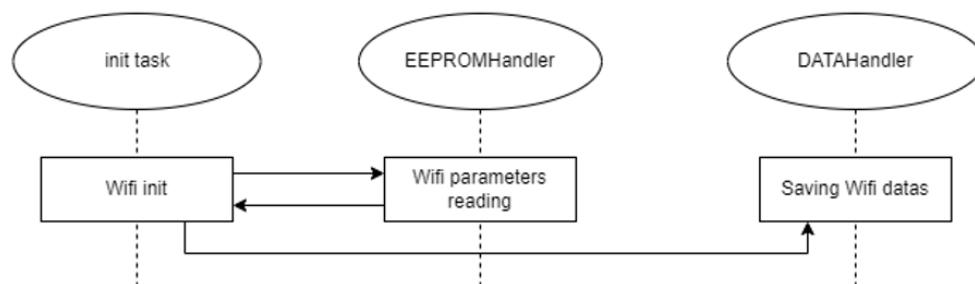 init task
EEPROMHandler
DATAHandler
Wifi init
Wifi parameters
reading
Saving Wifi datas